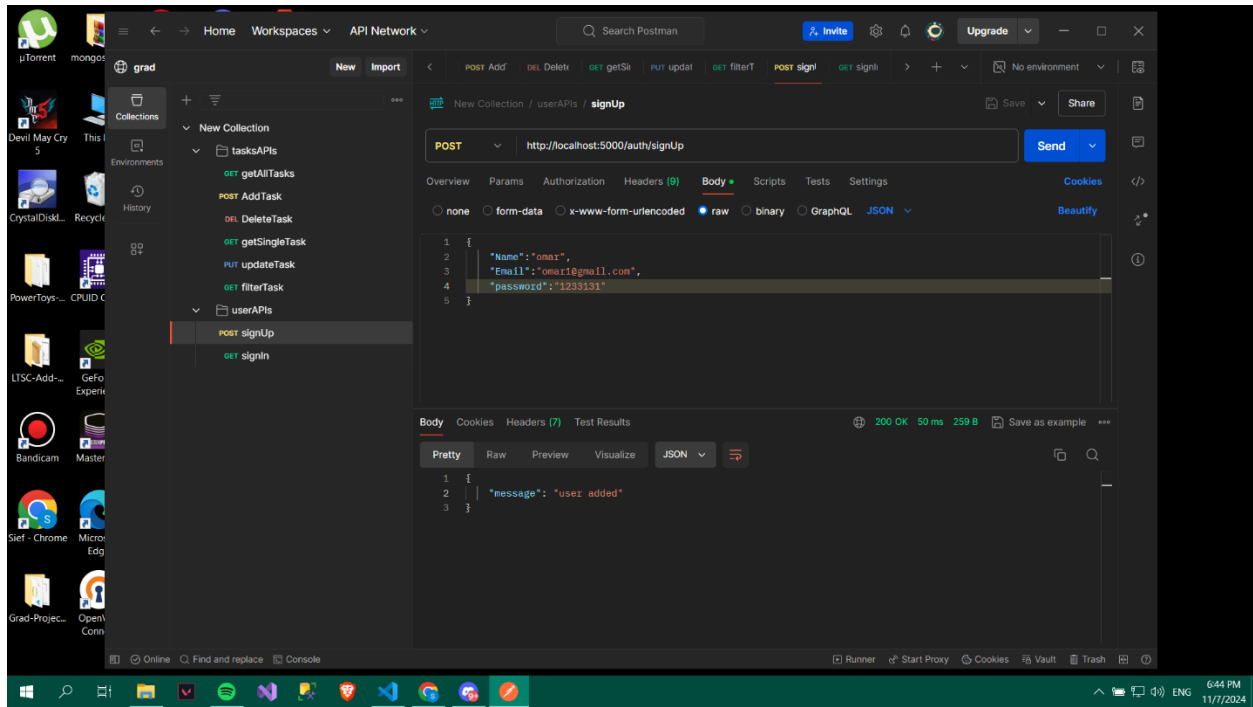 µTorrent
mongos
Devil May Cry
5
This
CrystalDiskI...
Recycle
PowerToys-...
CPUID
LTSC-Add-...
GeFo
Experie
Bandicam
Master
Sief - Chrome
Micros
Edg
Grad-Projec...
Open
Conn
Home Workspaces API Network
Search Postman
Invite
Upgrade
grad
New Import
POST Add
DEL Delete
GET getSi
PUT updat
GET filterT
POST sign
GET signI
No environment
Collections
Environments
History
New Collection
tasksAPIs
GET getAllTasks
POST AddTask
DEL DeleteTask
GET getSingleTask
PUT updateTask
GET filterTask
userAPIs
POST signUp
GET signIn
HTTP New Collection / userAPIs / signUp
Save Share
POST http://localhost:5000/auth/signUp
Send
Overview Params Authorization Headers (9) Body Scripts Tests Settings Cookies
none form-data x-www-form-urlencoded raw binary GraphQL JSON Beautify
1 {
2 "Name":"omar",
3 "Email":"omar1@gmail.com",
4 "password":"1233131"
5 }
Body Cookies Headers (7) Test Results 200 OK 50 ms 259 B Save as example
Pretty Raw Preview Visualize JSON
1 {
2 "message": "user added"
3 }
Online Find and replace Console Runner Start Proxy Cookies Vault Trash
ENG
6:44 PM
11/7/2024